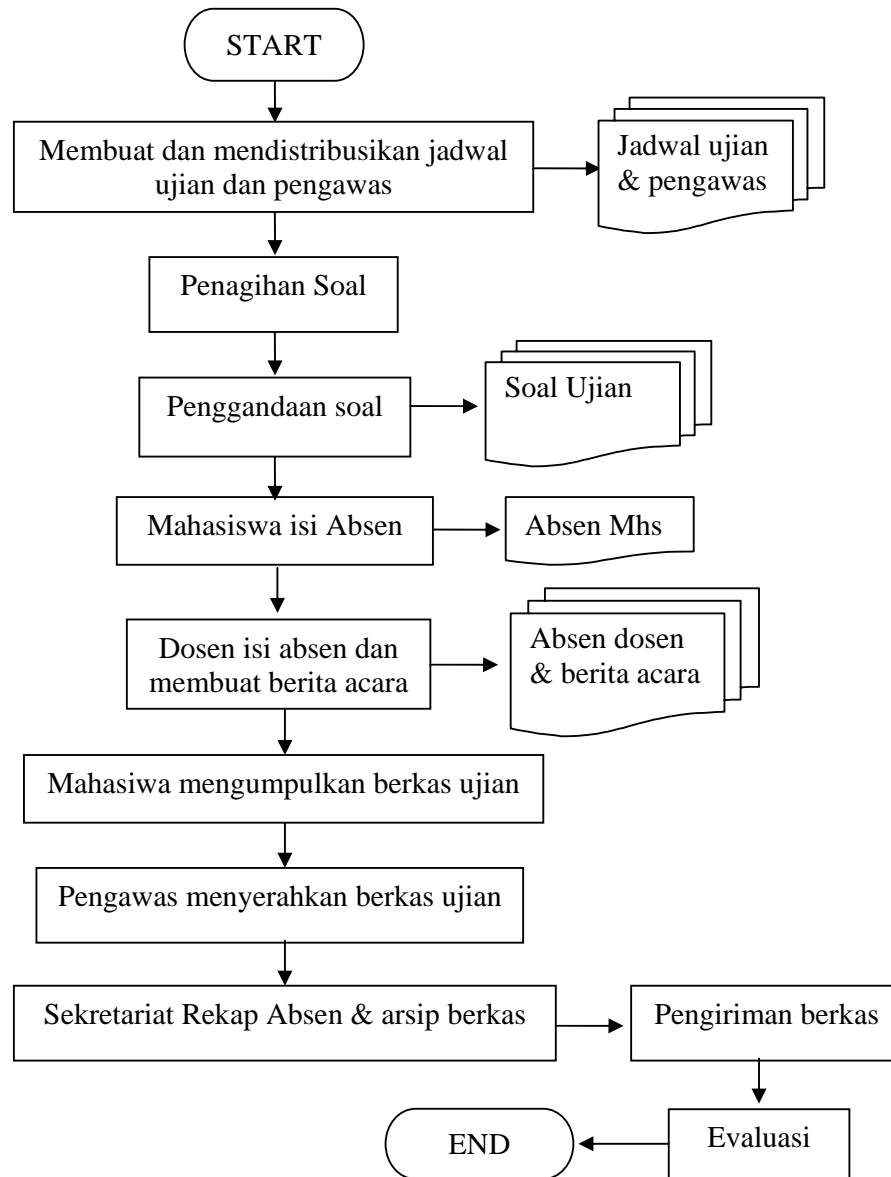 START
Membuat dan mendistribusikan jadwal
ujian dan pengawas
Jadwal ujian
& pengawas
Penagihan Soal
Penggandaan soal
Soal Ujian
Mahasiswa isi Absen
Absen Mhs
Dosen isi absen dan
membuat berita acara
Absen dosen
& berita acara
Mahasiwa mengumpulkan berkas ujian
Pengawas menyerahkan berkas ujian
Sekretariat Rekap Absen & arsip berkas
Pengiriman berkas
Evaluasi
END